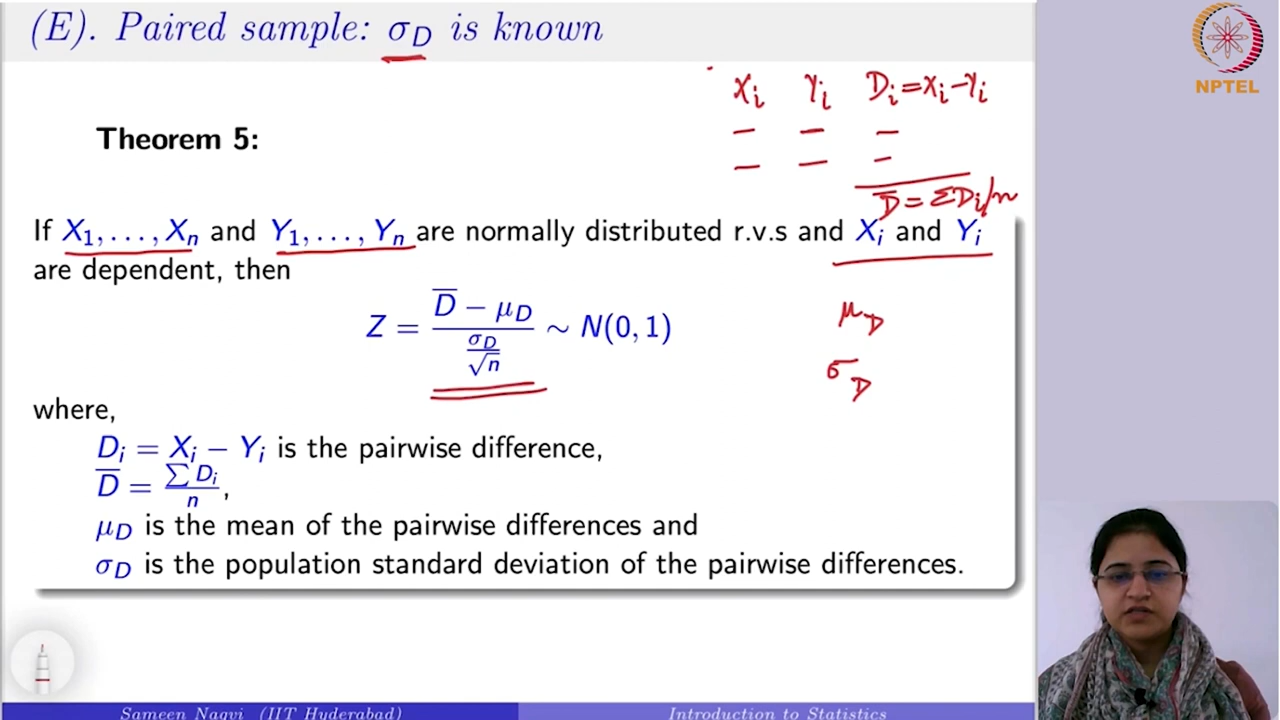 (E). Paired sample: σ_D is known
NPTEL
X_i Y_i D_i = X_i − Y_i
D̅ = ΣD_i/n
Theorem 5:
If X_1, . . . , X_n and Y_1, . . . , Y_n are normally distributed r.v.s and X_i and Y_i
are dependent, then
Z = (D̅ − μ_D) / (σ_D/√n) ∼ N(0, 1)
μ_D
σ_D
where,
D_i = X_i − Y_i is the pairwise difference,
D̅ = ∑ D_i / n,
μ_D is the mean of the pairwise differences and
σ_D is the population standard deviation of the pairwise differences.
Sameen Naqvi (IIT Hyderabad) Introduction to Statistics